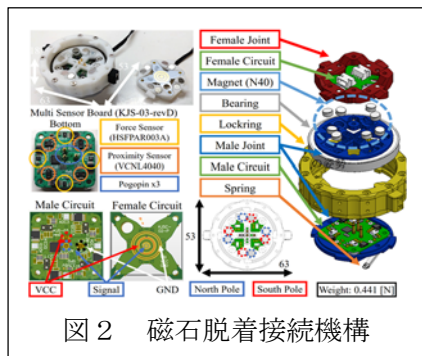 Female Joint
Female Circuit
Magnet (N40)
Bearing
Lockring
Male Joint
Male Circuit
Spring
Multi Sensor Board (KJS-03-revD)
Bottom
Force Sensor
(HSFPAR003A)
Proximity Sensor
(VCNL4040)
Pogopin x3
Male Circuit
Female Circuit
53
63
VCC
Signal
GND
North Pole
South Pole
Weight: 0.441 [N]
図2 磁石脱着接続機構